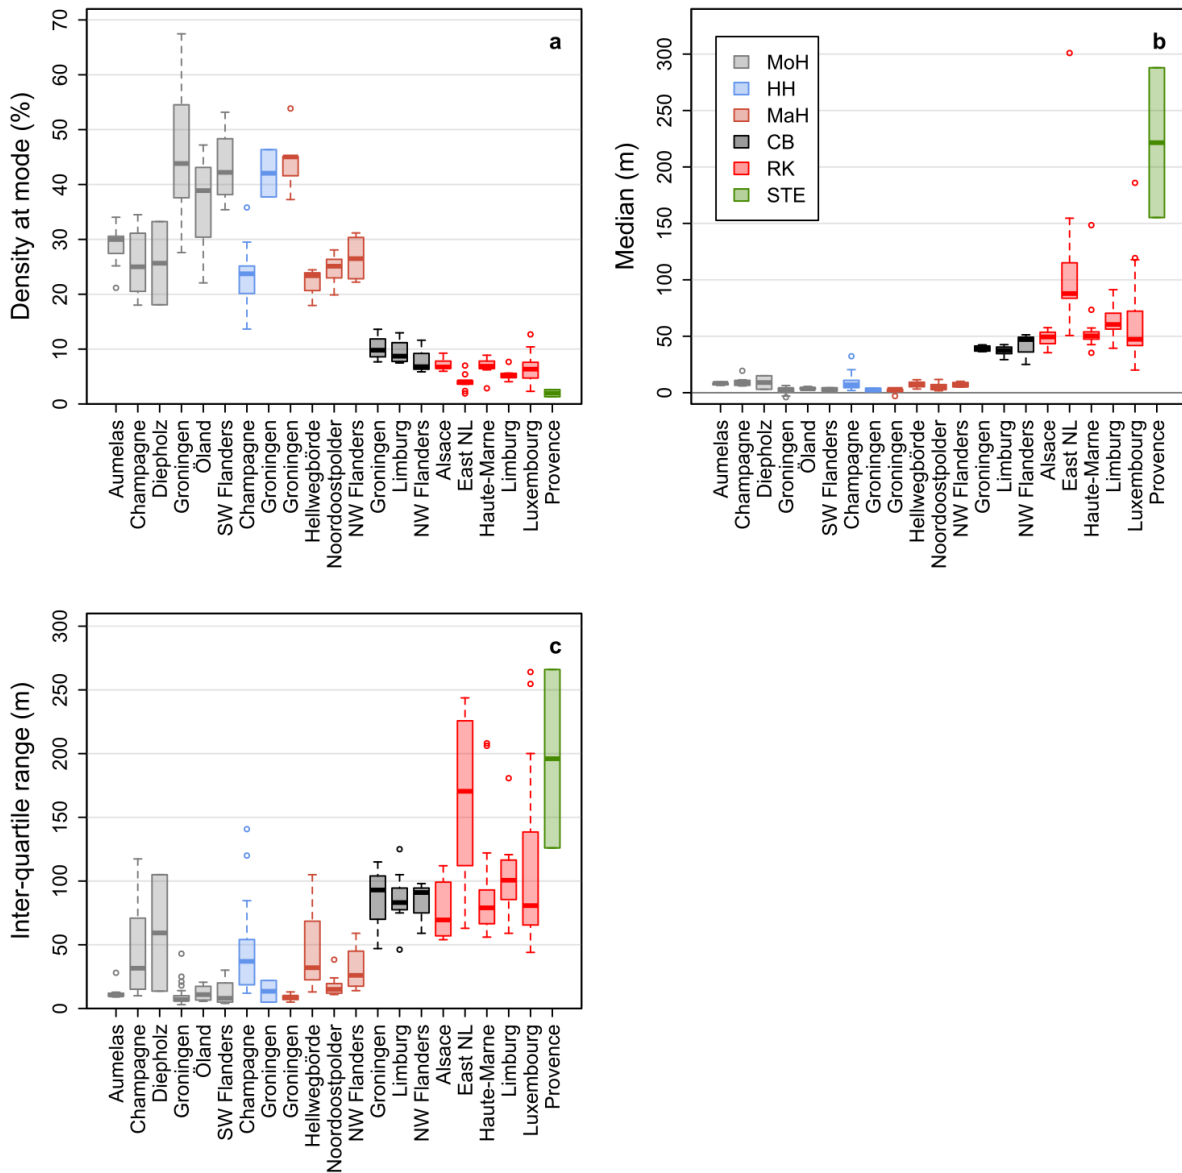 a
Density at mode (%)
70
60
50
40
30
20
10
0
Aumelas
Champagne
Diepholz
Groningen
Öland
SW Flanders
Champagne
Groningen
Groningen
Hellwegbörde
Noordoostpolder
NW Flanders
Groningen
Limburg
NW Flanders
Alsace
East NL
Haute-Marne
Limburg
Luxembourg
Provence
b
Median (m)
300
250
200
150
100
50
0
MoH
HH
MaH
CB
RK
STE
Aumelas
Champagne
Diepholz
Groningen
Öland
SW Flanders
Champagne
Groningen
Groningen
Hellwegbörde
Noordoostpolder
NW Flanders
Groningen
Limburg
NW Flanders
Alsace
East NL
Haute-Marne
Limburg
Luxembourg
Provence
c
Inter-quartile range (m)
300
250
200
150
100
50
0
Aumelas
Champagne
Diepholz
Groningen
Öland
SW Flanders
Champagne
Groningen
Groningen
Hellwegbörde
Noordoostpolder
NW Flanders
Groningen
Limburg
NW Flanders
Alsace
East NL
Haute-Marne
Limburg
Luxembourg
Provence